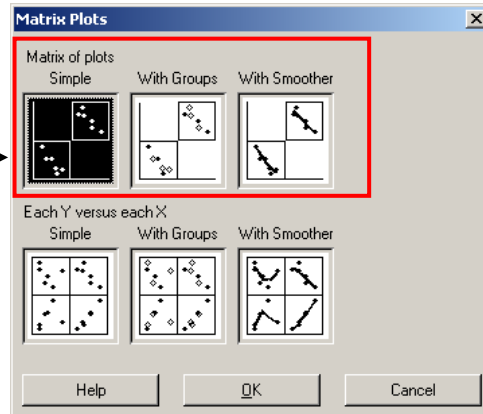 Matrix Plots
Matrix of plots
Simple With Groups With Smoother
Each Y versus each X
Simple With Groups With Smoother
Help OK Cancel